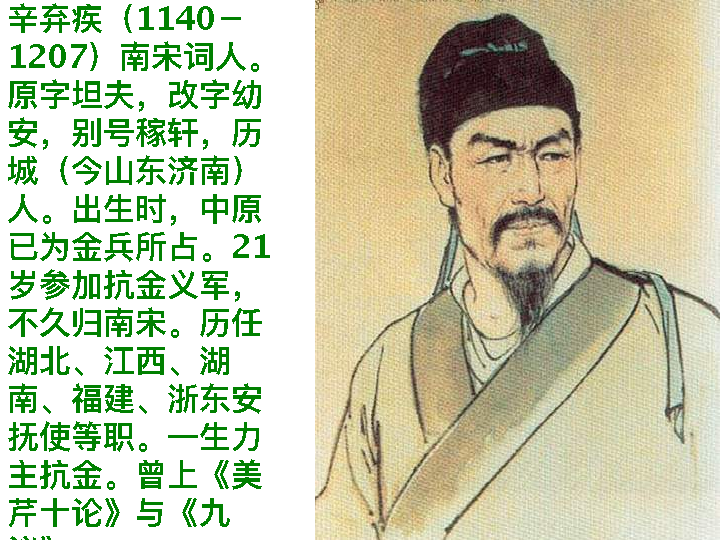 辛弃疾（1140－
1207）南宋词人。
原字坦夫，改字幼
安，别号稼轩，历
城（今山东济南）
人。出生时，中原
已为金兵所占。21
岁参加抗金义军，
不久归南宋。历任
湖北、江西、湖
南、福建、浙东安
抚使等职。一生力
主抗金。曾上《美
芹十论》与《九